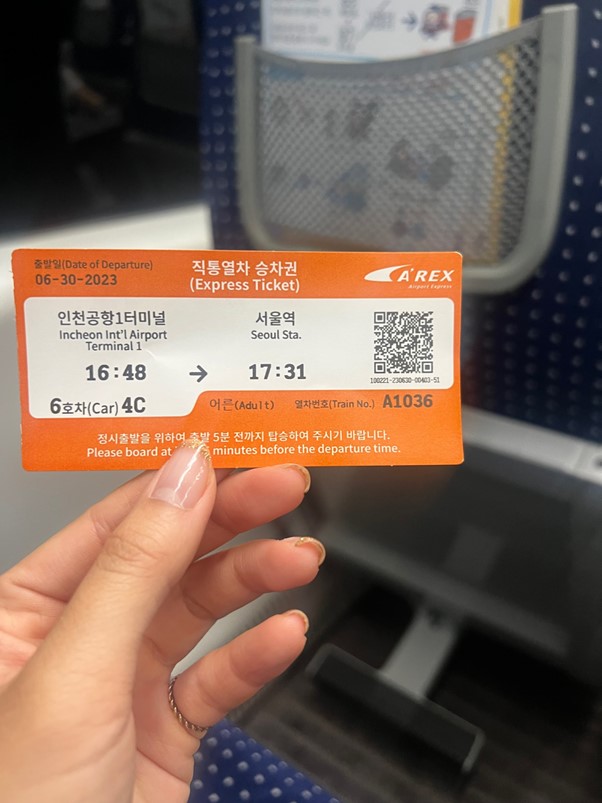 출발일(Date of Departure)
06-30-2023
직통열차 승차권
(Express Ticket)
A'REX
Airport Express
인천공항1터미널
Incheon Int'l Airport
Terminal 1
서울역
Seoul Sta.
16:48 → 17:31
100221-230630-00403-51
6호차(Car) 4C
어른(Adult)
열차번호(Train No.) A1036
정시출발을 위하여 출발 5분 전까지 탑승하여 주시기 바랍니다.
Please board at minutes before the departure time.